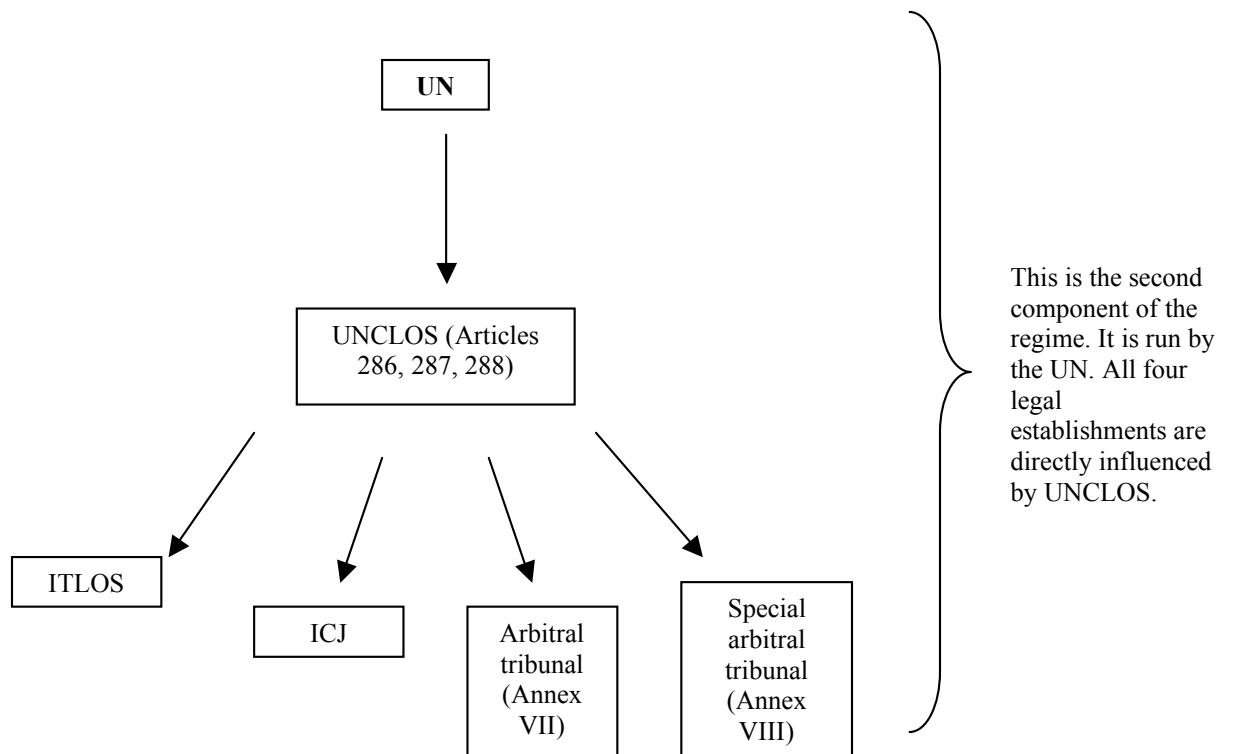 UN
UNCLOS (Articles
286, 287, 288)
This is the second
component of the
regime. It is run by
the UN. All four
legal
establishments are
directly influenced
by UNCLOS.
ITLOS
ICJ
Arbitral
tribunal
(Annex
VII)
Special
arbitral
tribunal
(Annex
VIII)